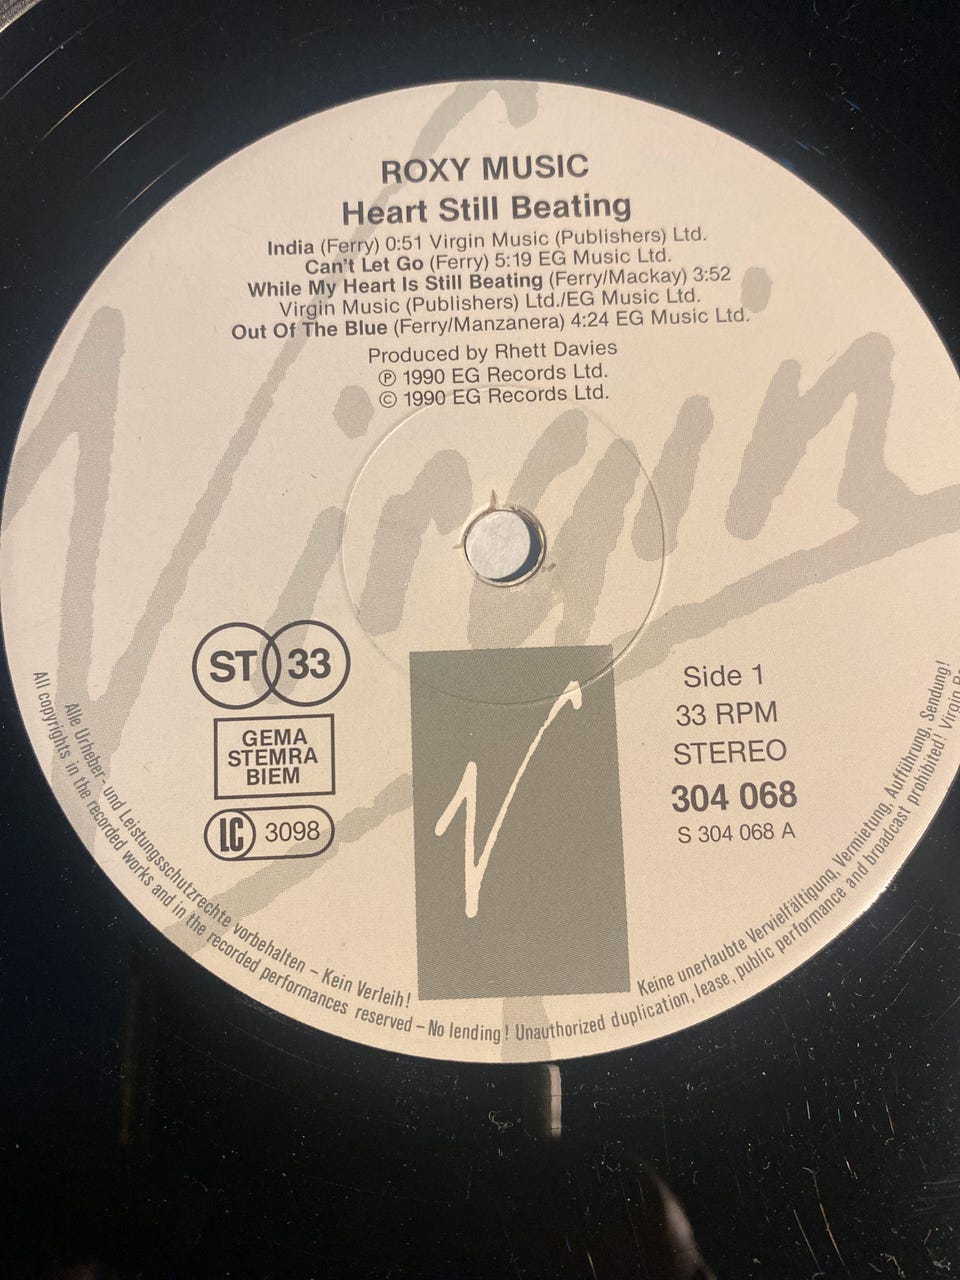 ROXY MUSIC
Heart Still Beating
India (Ferry) 0:51 Virgin Music (Publishers) Ltd.
Can't Let Go (Ferry) 5:19 EG Music Ltd.
While My Heart Is Still Beating (Ferry/Mackay) 3:52
Virgin Music (Publishers) Ltd./EG Music Ltd.
Out Of The Blue (Ferry/Manzanera) 4:24 EG Music Ltd.
Produced by Rhett Davies
℗ 1990 EG Records Ltd.
© 1990 EG Records Ltd.
Virgin
ST 33
GEMA
STEMRA
BIEM
LC 3098
V
Side 1
33 RPM
STEREO
304 068
S 304 068 A
Alle Urheber- und Leistungsschutzrechte vorbehalten – Kein Verleih! Keine unerlaubte Vervielfältigung, Vermietung, Aufführung, Sendung!
All copyrights in the recorded works and in the recorded performances reserved – No lending! Unauthorized duplication, lease, public performance and broadcast prohibited! Virgin